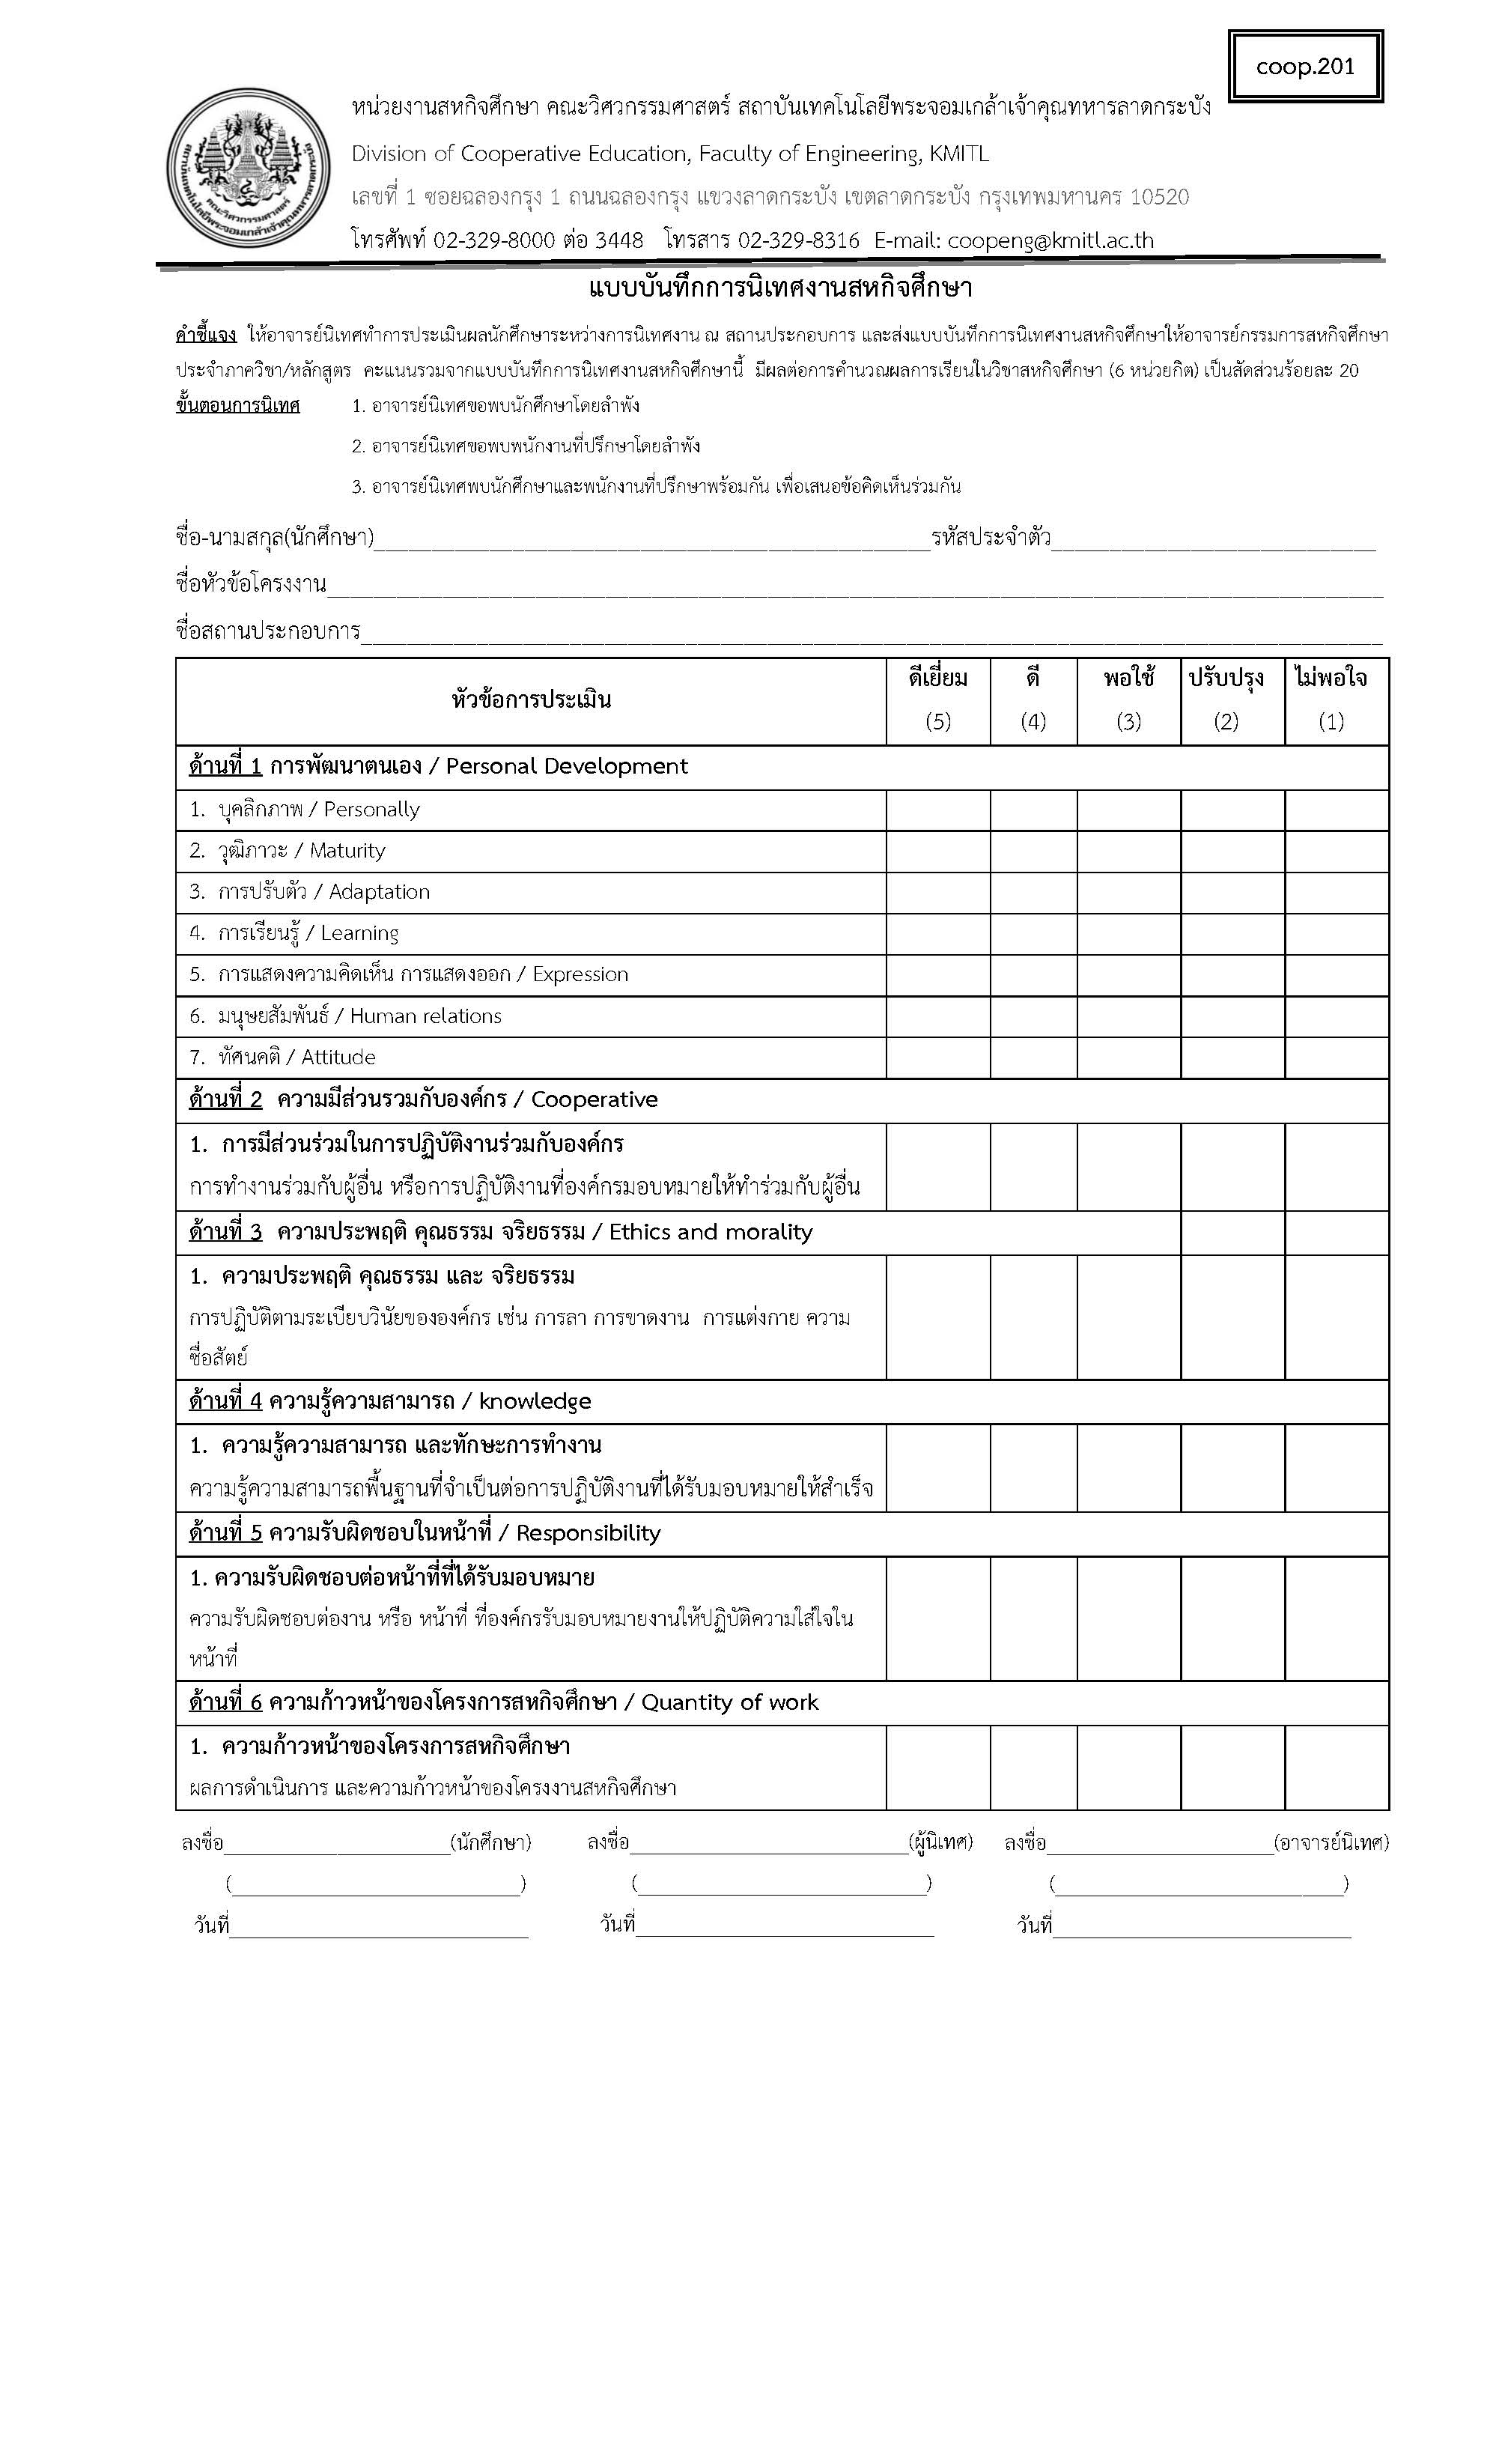 coop.201
หน่วยงานสหกิจศึกษา คณะวิศวกรรมศาสตร์ สถาบันเทคโนโลยีพระจอมเกล้าเจ้าคุณทหารลาดกระบัง
Division of Cooperative Education, Faculty of Engineering, KMITL
เลขที่ 1 ซอยฉลองกรุง 1 ถนนฉลองกรุง แขวงลาดกระบัง เขตลาดกระบัง กรุงเทพมหานคร 10520
โทรศัพท์ 02-329-8000 ต่อ 3448 โทรสาร 02-329-8316 E-mail: coopeng@kmitl.ac.th
แบบบันทึกการนิเทศงานสหกิจศึกษา
คำชี้แจง ให้อาจารย์นิเทศทำการประเมินผลนักศึกษาระหว่างการนิเทศงาน ณ สถานประกอบการ และส่งแบบบันทึกการนิเทศงานสหกิจศึกษาให้อาจารย์กรรมการสหกิจศึกษา
ประจำภาควิชา/หลักสูตร คะแนนรวมจากแบบบันทึกการนิเทศงานสหกิจศึกษานี้ มีผลต่อการคำนวณผลการเรียนในวิชาสหกิจศึกษา (6 หน่วยกิต) เป็นสัดส่วนร้อยละ 20
ขั้นตอนการนิเทศ 1. อาจารย์นิเทศขอพบนักศึกษาโดยลำพัง
2. อาจารย์นิเทศขอพบพนักงานที่ปรึกษาโดยลำพัง
3. อาจารย์นิเทศพบนักศึกษาและพนักงานที่ปรึกษาพร้อมกัน เพื่อเสนอข้อคิดเห็นร่วมกัน
ชื่อ-นามสกุล(นักศึกษา)____________________รหัสประจำตัว____________________
ชื่อหัวข้อโครงงาน____________________
ชื่อสถานประกอบการ____________________
หัวข้อการประเมิน ดีเยี่ยม (5) ดี (4) พอใช้ (3) ปรับปรุง (2) ไม่พอใจ (1)
ด้านที่ 1 การพัฒนาตนเอง / Personal Development
1. บุคลิกภาพ / Personally
2. วุฒิภาวะ / Maturity
3. การปรับตัว / Adaptation
4. การเรียนรู้ / Learning
5. การแสดงความคิดเห็น การแสดงออก / Expression
6. มนุษยสัมพันธ์ / Human relations
7. ทัศนคติ / Attitude
ด้านที่ 2 ความมีส่วนรวมกับองค์กร / Cooperative
1. การมีส่วนร่วมในการปฏิบัติงานร่วมกับองค์กร
การทำงานร่วมกับผู้อื่น หรือการปฏิบัติงานที่องค์กรมอบหมายให้ทำร่วมกับผู้อื่น
ด้านที่ 3 ความประพฤติ คุณธรรม จริยธรรม / Ethics and morality
1. ความประพฤติ คุณธรรม และ จริยธรรม
การปฏิบัติตามระเบียบวินัยขององค์กร เช่น การลา การขาดงาน การแต่งกาย ความ
ซื่อสัตย์
ด้านที่ 4 ความรู้ความสามารถ / knowledge
1. ความรู้ความสามารถ และทักษะการทำงาน
ความรู้ความสามารถพื้นฐานที่จำเป็นต่อการปฏิบัติงานที่ได้รับมอบหมายให้สำเร็จ
ด้านที่ 5 ความรับผิดชอบในหน้าที่ / Responsibility
1. ความรับผิดชอบต่อหน้าที่ที่ได้รับมอบหมาย
ความรับผิดชอบต่องาน หรือ หน้าที่ ที่องค์กรรับมอบหมายงานให้ปฏิบัติความใส่ใจใน
หน้าที่
ด้านที่ 6 ความก้าวหน้าของโครงการสหกิจศึกษา / Quantity of work
1. ความก้าวหน้าของโครงการสหกิจศึกษา
ผลการดำเนินการ และความก้าวหน้าของโครงงานสหกิจศึกษา
ลงชื่อ____________________(นักศึกษา) ลงชื่อ____________________(ผู้นิเทศ) ลงชื่อ____________________(อาจารย์นิเทศ)
(____________________) (____________________) (____________________)
วันที่____________________ วันที่____________________ วันที่____________________